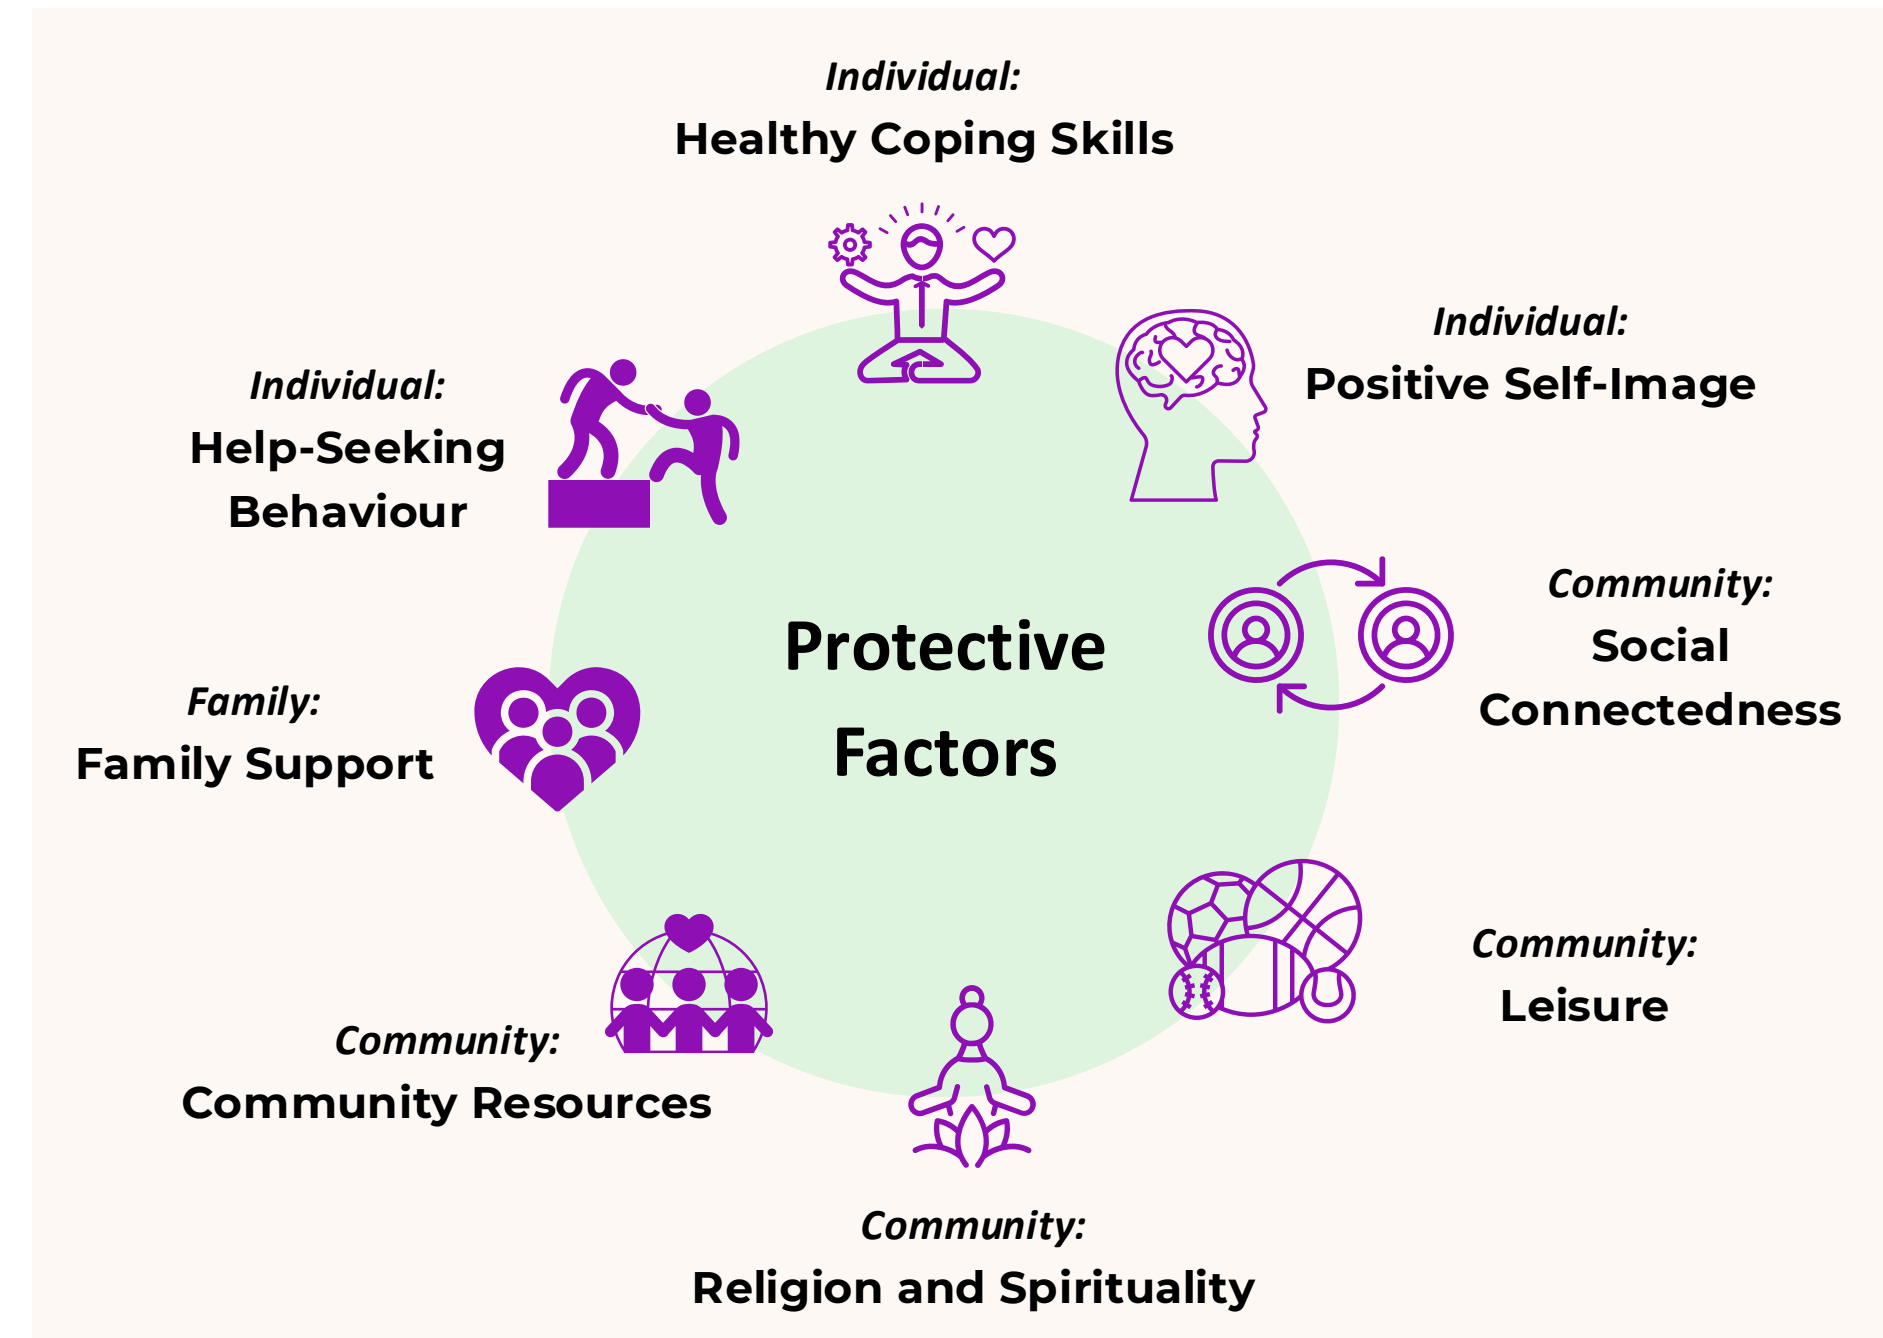 Individual:
Healthy Coping Skills
Individual:
Positive Self-Image
Individual:
Help-Seeking
Behaviour
Community:
Social
Connectedness
Protective
Factors
Family:
Family Support
Community:
Leisure
Community:
Community Resources
Community:
Religion and Spirituality